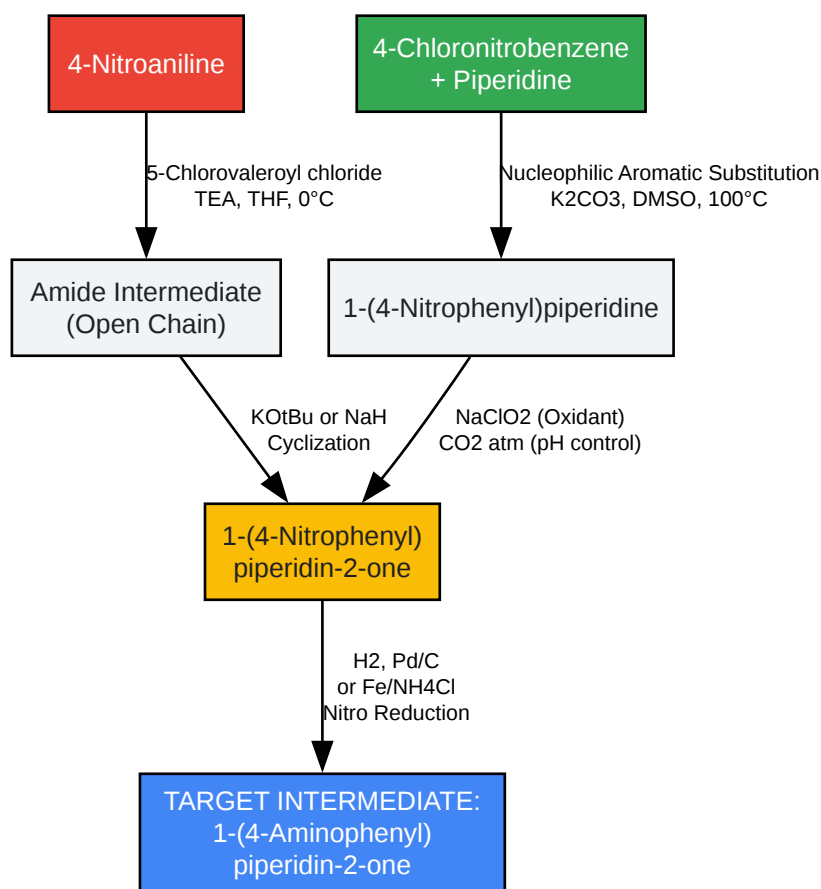 4-Nitroaniline
4-Chloronitrobenzene
+ Piperidine
5-Chlorovaleroyl chloride
TEA, THF, 0°C
Nucleophilic Aromatic Substitution
K2CO3, DMSO, 100°C
Amide Intermediate
(Open Chain)
1-(4-Nitrophenyl)piperidine
KOtBu or NaH
Cyclization
NaClO2 (Oxidant)
CO2 atm (pH control)
1-(4-Nitrophenyl)
piperidin-2-one
H2, Pd/C
or Fe/NH4Cl
Nitro Reduction
TARGET INTERMEDIATE:
1-(4-Aminophenyl)
piperidin-2-one